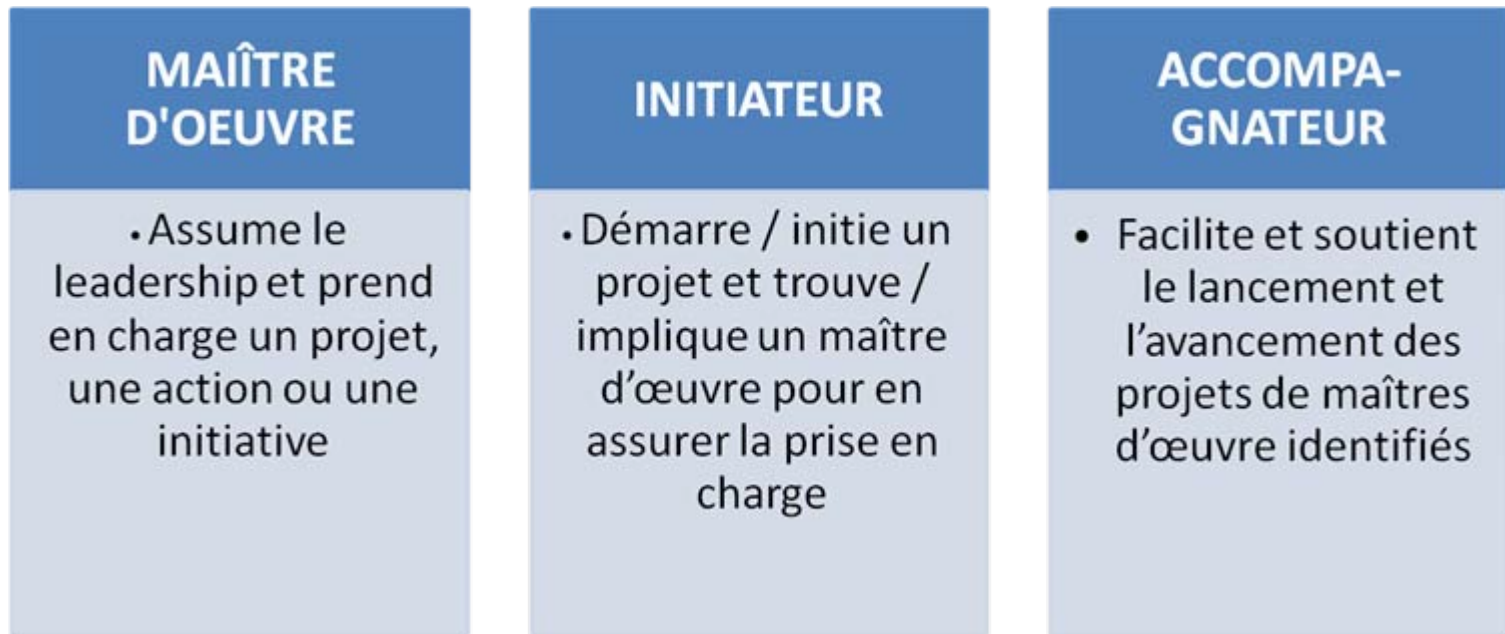 MAIÎTRE
D'OEUVRE
• Assume le
leadership et prend
en charge un projet,
une action ou une
initiative
INITIATEUR
• Démarre / initie un
projet et trouve /
implique un maître
d’œuvre pour en
assurer la prise en
charge
ACCOMPA-
GNATEUR
• Facilite et soutient
le lancement et
l’avancement des
projets de maîtres
d’œuvre identifiés